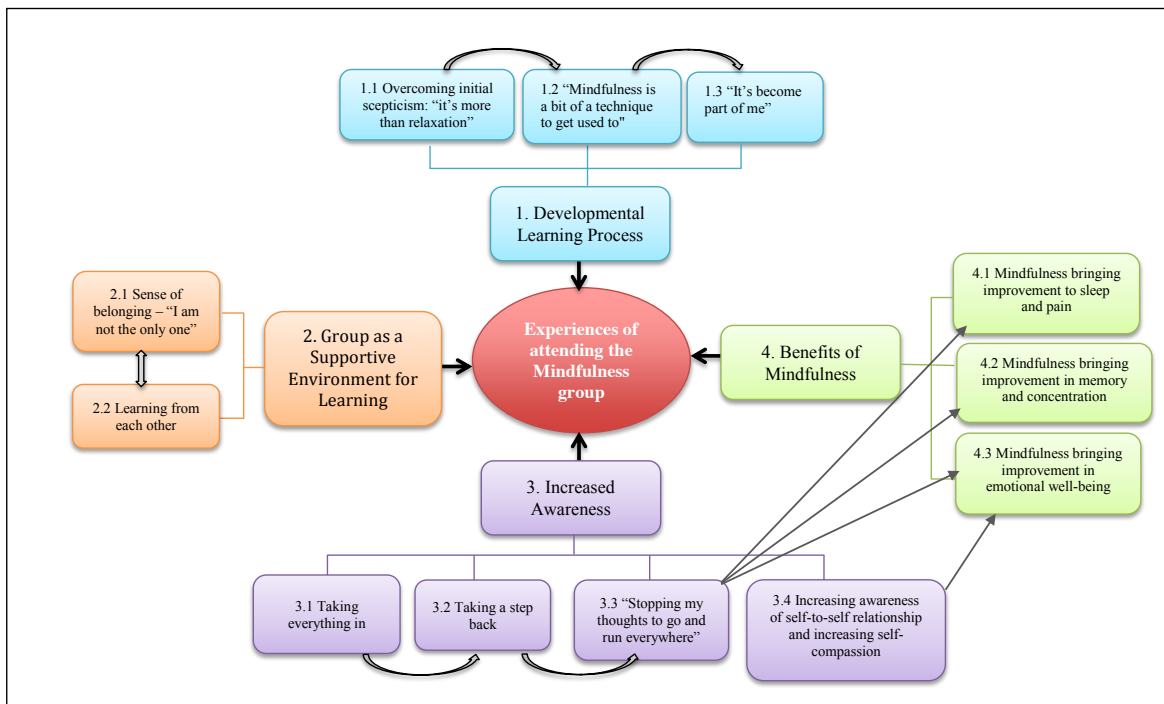 1.1 Overcoming initial
scepticism: “it’s more
than relaxation”
1.2 “Mindfulness is
a bit of a technique
to get used to"
1.3 “It’s become
part of me”
1. Developmental
Learning Process
2.1 Sense of
belonging – “I am
not the only one”
2.2 Learning from
each other
2. Group as a
Supportive
Environment for
Learning
Experiences of
attending the
Mindfulness
group
4. Benefits of
Mindfulness
4.1 Mindfulness bringing
improvement to sleep
and pain
4.2 Mindfulness bringing
improvement in memory
and concentration
4.3 Mindfulness bringing
improvement in
emotional well-being
3. Increased
Awareness
3.1 Taking
everything in
3.2 Taking a step
back
3.3 “Stopping my
thoughts to go and
run everywhere”
3.4 Increasing awareness
of self-to-self relationship
and increasing self-
compassion